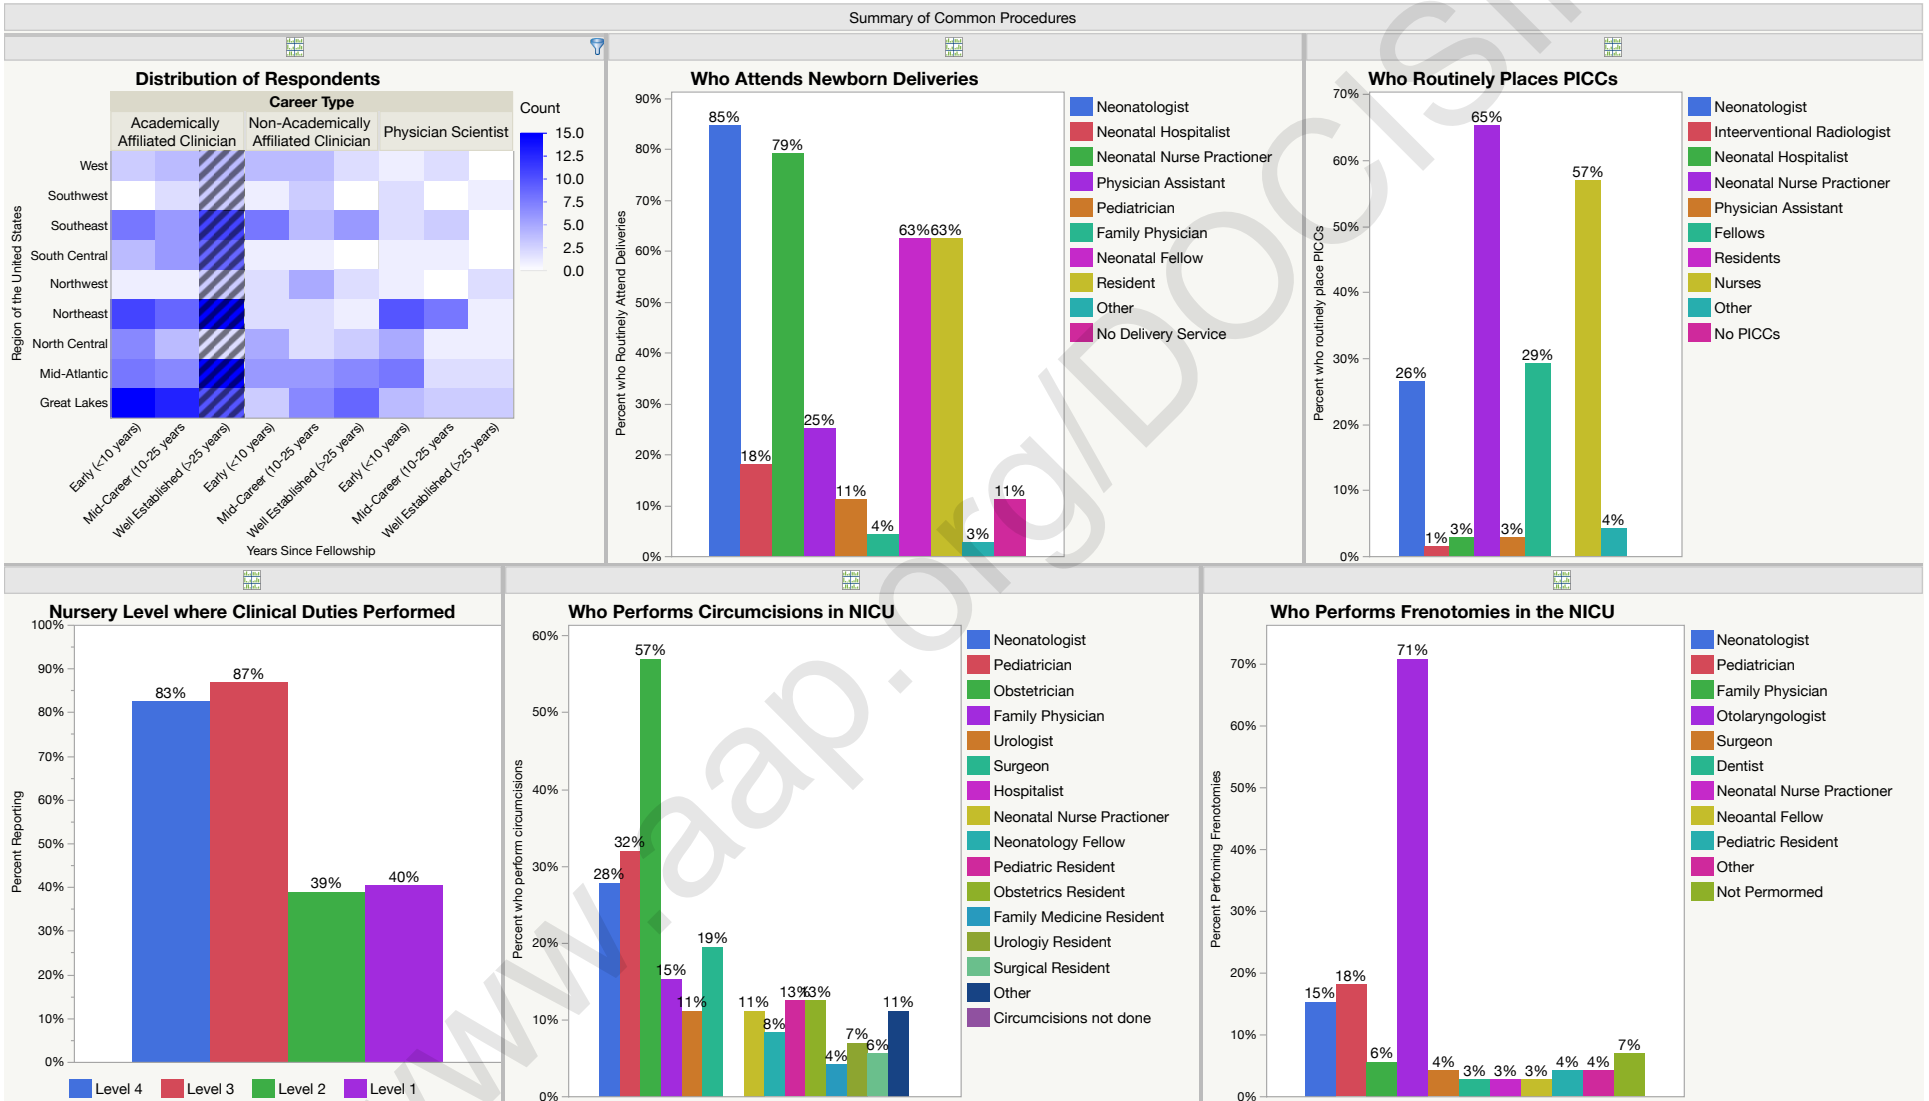 Summary of Common Procedures
Distribution of Respondents
Career Type
Academically
Affiliated Clinician
Non-Academically
Affiliated Clinician
Physician Scientist
Count
15.0
12.5
10.0
7.5
5.0
2.5
0.0
Region of the United States
West
Southwest
Southeast
South Central
Northwest
Northeast
North Central
Mid-Atlantic
Great Lakes
Early (<10 years)
Mid-Career (10-25 years
Well Established (>25 years)
Early (<10 years)
Mid-Career (10-25 years
Well Established (>25 years)
Early (<10 years)
Mid-Career (10-25 years
Well Established (>25 years)
Years Since Fellowship
Who Attends Newborn Deliveries
Percent who Routinely Attend Deliveries
90%
80%
70%
60%
50%
40%
30%
20%
10%
0%
85%
18%
79%
25%
11%
4%
63%
63%
3%
11%
Neonatologist
Neonatal Hospitalist
Neonatal Nurse Practioner
Physician Assistant
Pediatrician
Family Physician
Neonatal Fellow
Resident
Other
No Delivery Service
Who Routinely Places PICCs
Percent who routinely place PICCs
70%
60%
50%
40%
30%
20%
10%
0%
26%
1%
3%
65%
3%
29%
57%
4%
Neonatologist
Inteerventional Radiologist
Neonatal Hospitalist
Neonatal Nurse Practioner
Physician Assistant
Fellows
Residents
Nurses
Other
No PICCs
Nursery Level where Clinical Duties Performed
Percent Reporting
100%
90%
80%
70%
60%
50%
40%
30%
20%
10%
0%
83%
87%
39%
40%
Level 4
Level 3
Level 2
Level 1
Who Performs Circumcisions in NICU
Percent who perform circumcisions
60%
50%
40%
30%
20%
10%
0%
28%
32%
57%
15%
11%
19%
11%
8%
13%
13%
4%
7%
6%
11%
Neonatologist
Pediatrician
Obstetrician
Family Physician
Urologist
Surgeon
Hospitalist
Neonatal Nurse Practioner
Neonatology Fellow
Pediatric Resident
Obstetrics Resident
Family Medicine Resident
Urologiy Resident
Surgical Resident
Other
Circumcisions not done
Who Performs Frenotomies in the NICU
Percent Performing Frenotomies
70%
60%
50%
40%
30%
20%
10%
0%
15%
18%
6%
71%
4%
3%
3%
3%
4%
4%
7%
Neonatologist
Pediatrician
Family Physician
Otolaryngologist
Surgeon
Dentist
Neonatal Nurse Practioner
Neoantal Fellow
Pediatric Resident
Other
Not Permormed
www.aap.org/DOCISIR